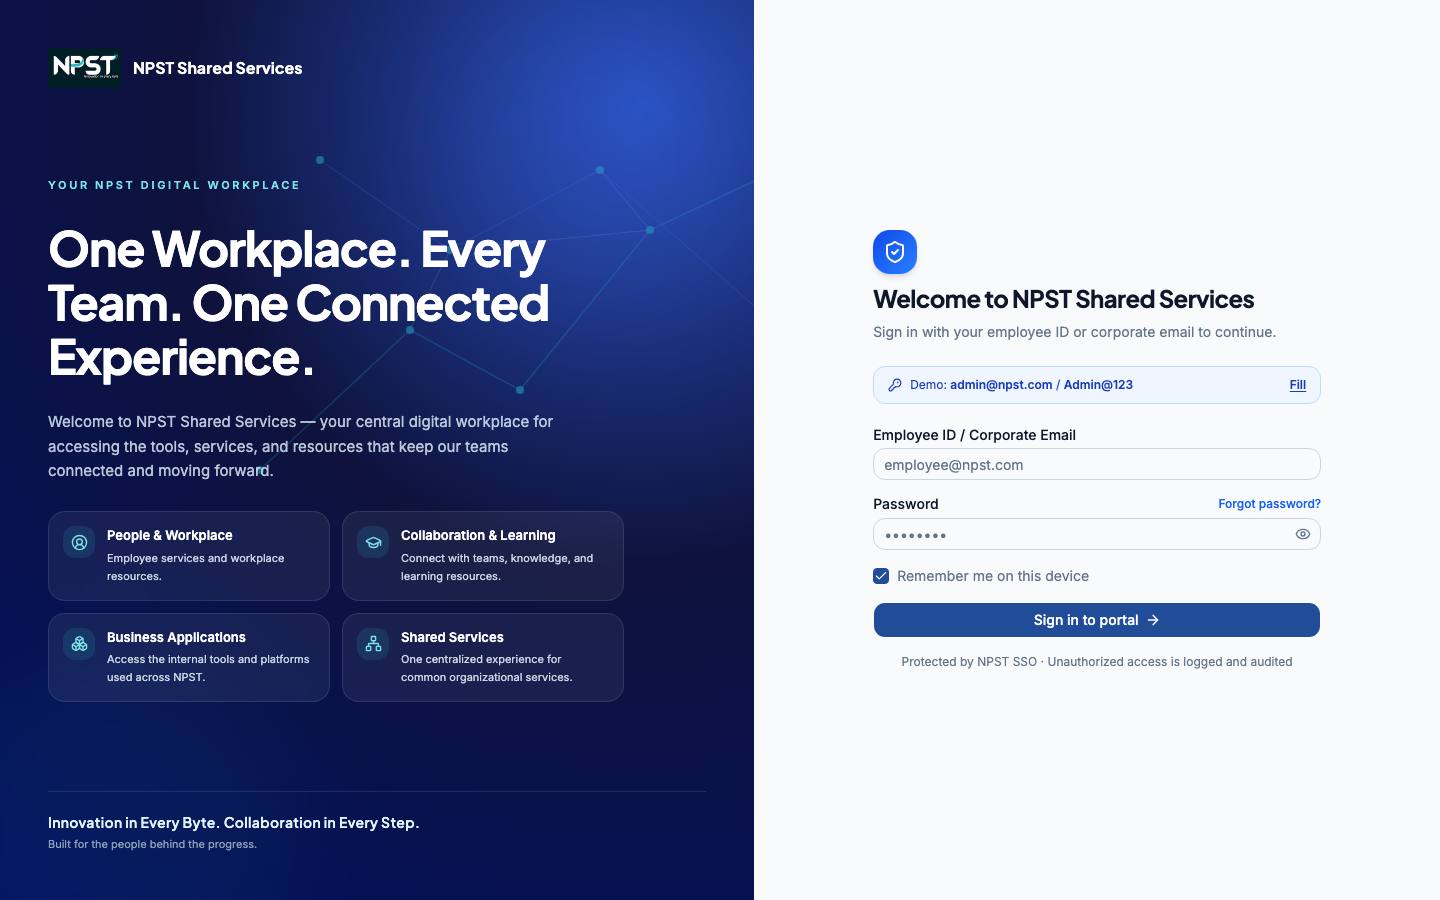 NPST
NPST Shared Services
YOUR NPST DIGITAL WORKPLACE
One Workplace. Every
Team. One Connected
Experience.
Welcome to NPST Shared Services — your central digital workplace for
accessing the tools, services, and resources that keep our teams
connected and moving forward.
People & Workplace
Employee services and workplace
resources.
Collaboration & Learning
Connect with teams, knowledge, and
learning resources.
Business Applications
Access the internal tools and platforms
used across NPST.
Shared Services
One centralized experience for
common organizational services.
Innovation in Every Byte. Collaboration in Every Step.
Built for the people behind the progress.
Welcome to NPST Shared Services
Sign in with your employee ID or corporate email to continue.
Demo: admin@npst.com / Admin@123
Fill
Employee ID / Corporate Email
employee@npst.com
Password
Forgot password?
••••••••
Remember me on this device
Sign in to portal →
Protected by NPST SSO · Unauthorized access is logged and audited